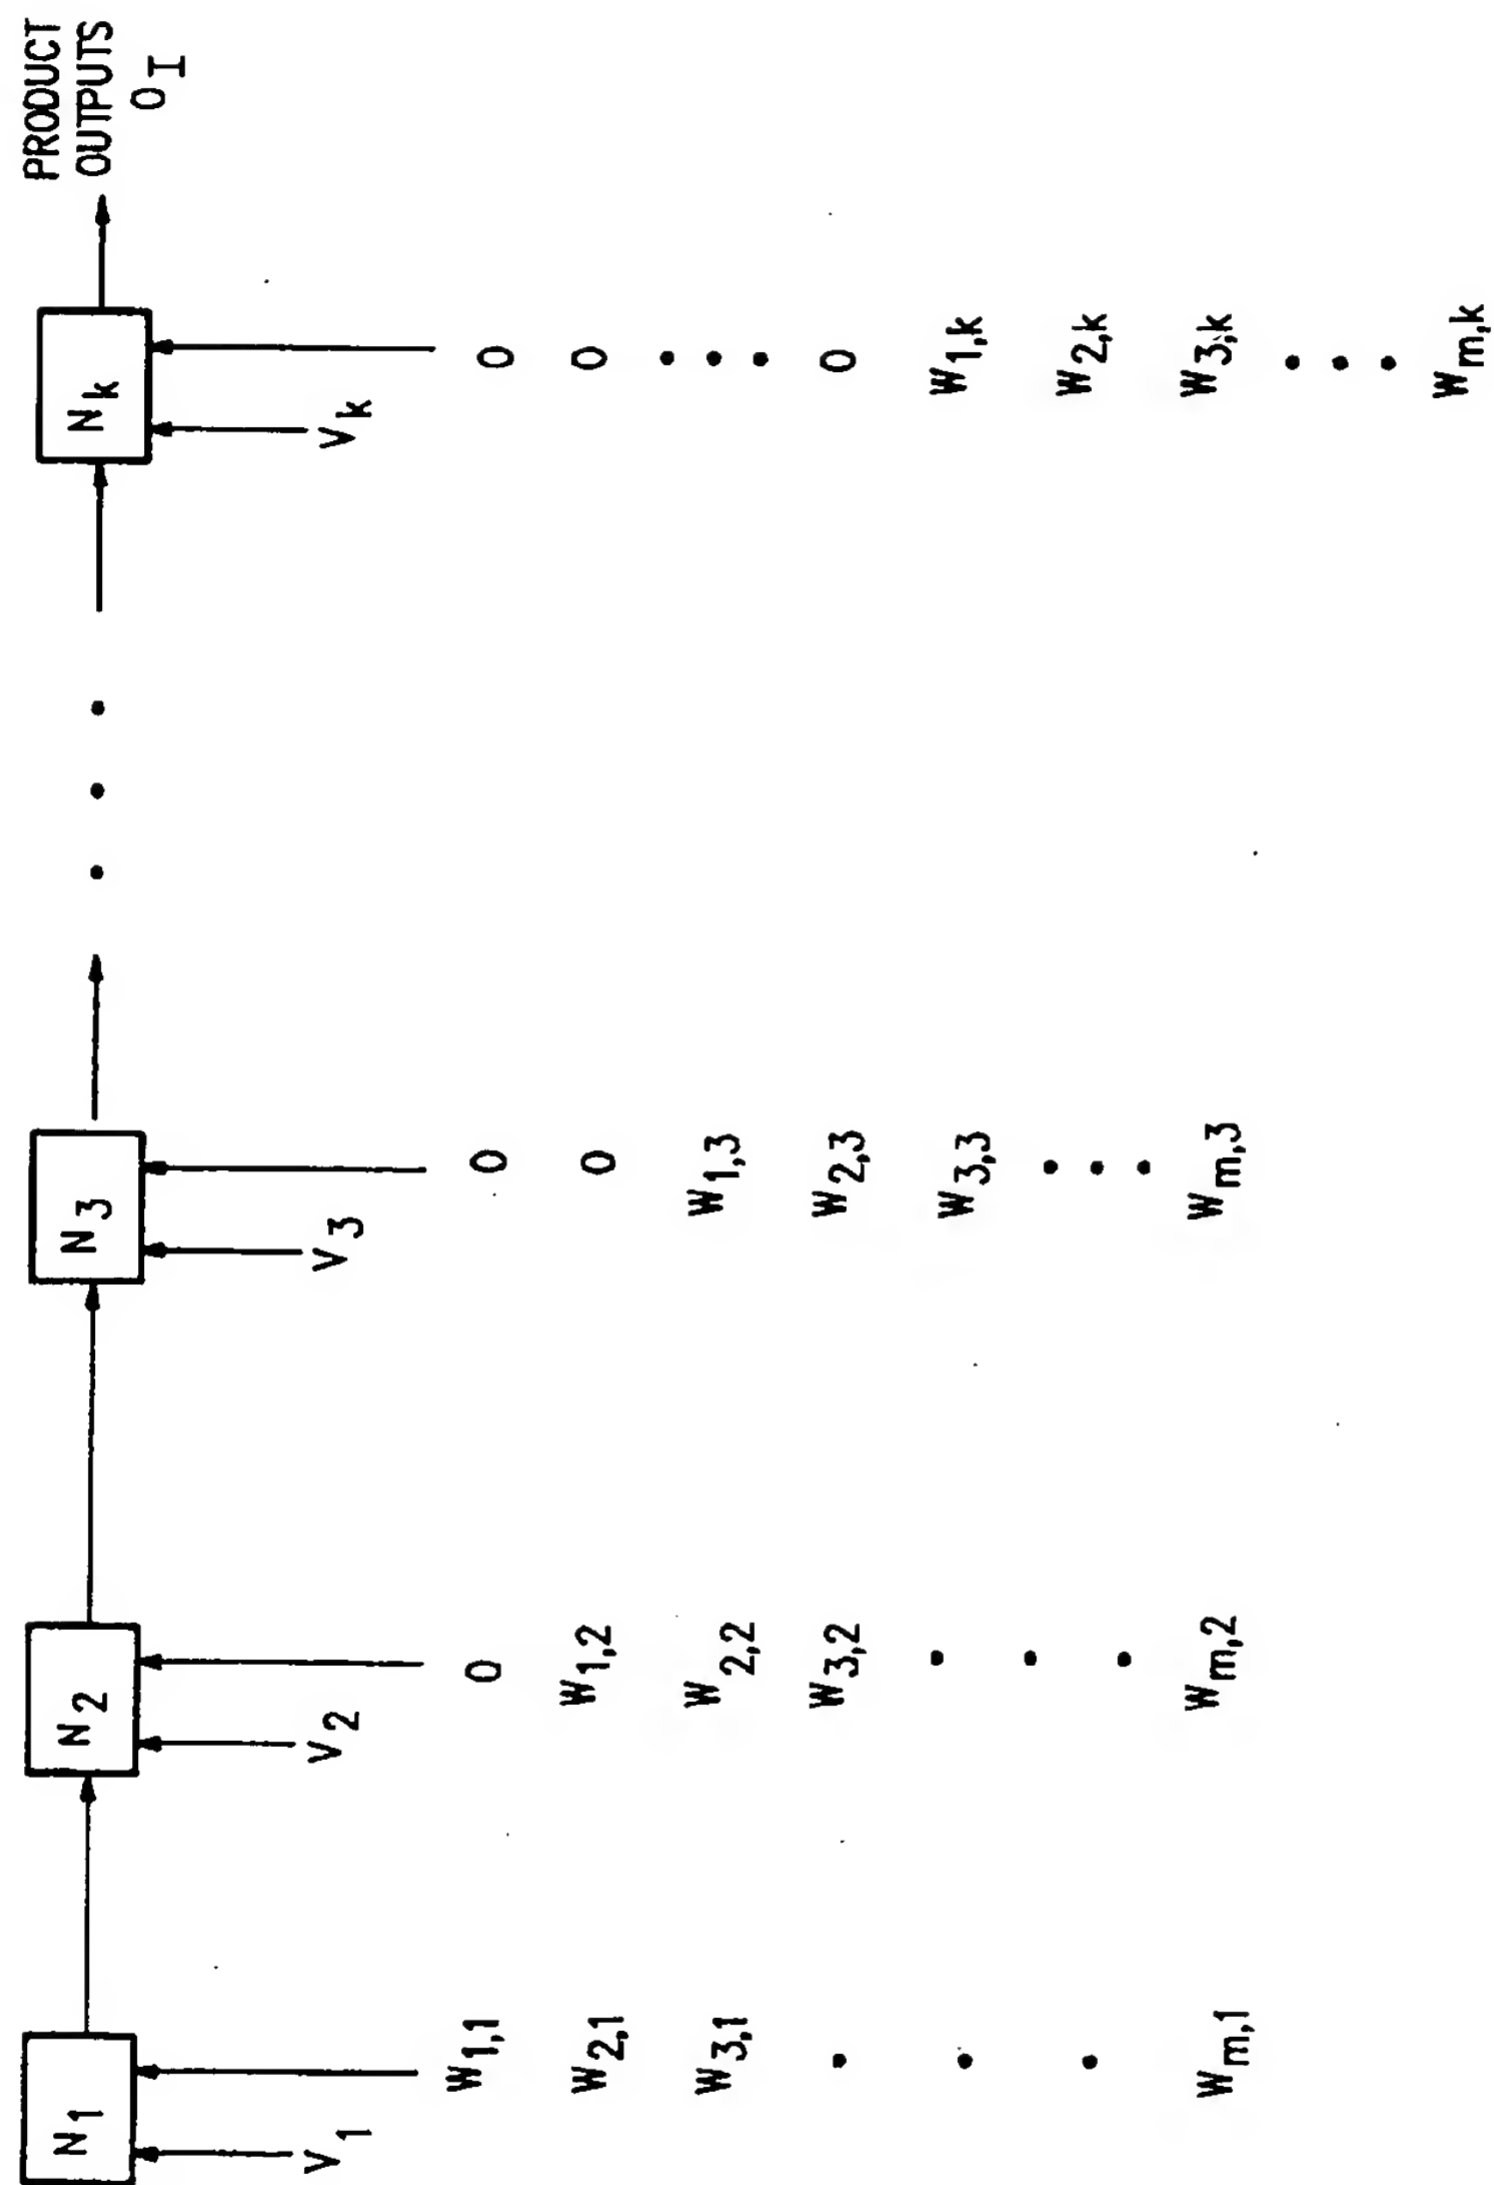 PRODUCT
OUTPUTS
O_I
N_1
N_2
N_3
. . .
N_k
V_1
V_2
V_3
V_k
W_1,1
W_2,1
W_3,1
. . .
W_m,1
0
W_1,2
W_2,2
W_3,2
. . .
W_m,2
0
0
W_1,3
W_2,3
W_3,3
. . .
W_m,3
0
0
. . .
0
W_1,k
W_2,k
W_3,k
. . .
W_m,k